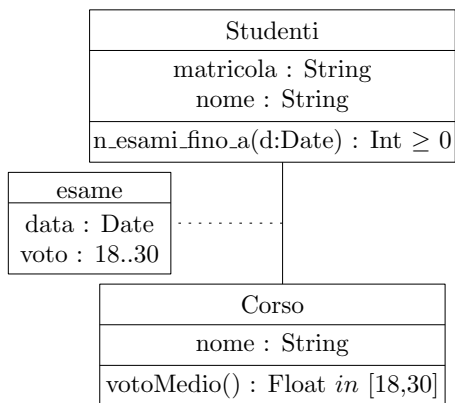 Studenti
matricola : String
nome : String
n_esami_fino_a(d:Date) : Int ≥ 0
esame
data : Date
voto : 18..30
Corso
nome : String
votoMedio() : Float in [18,30]